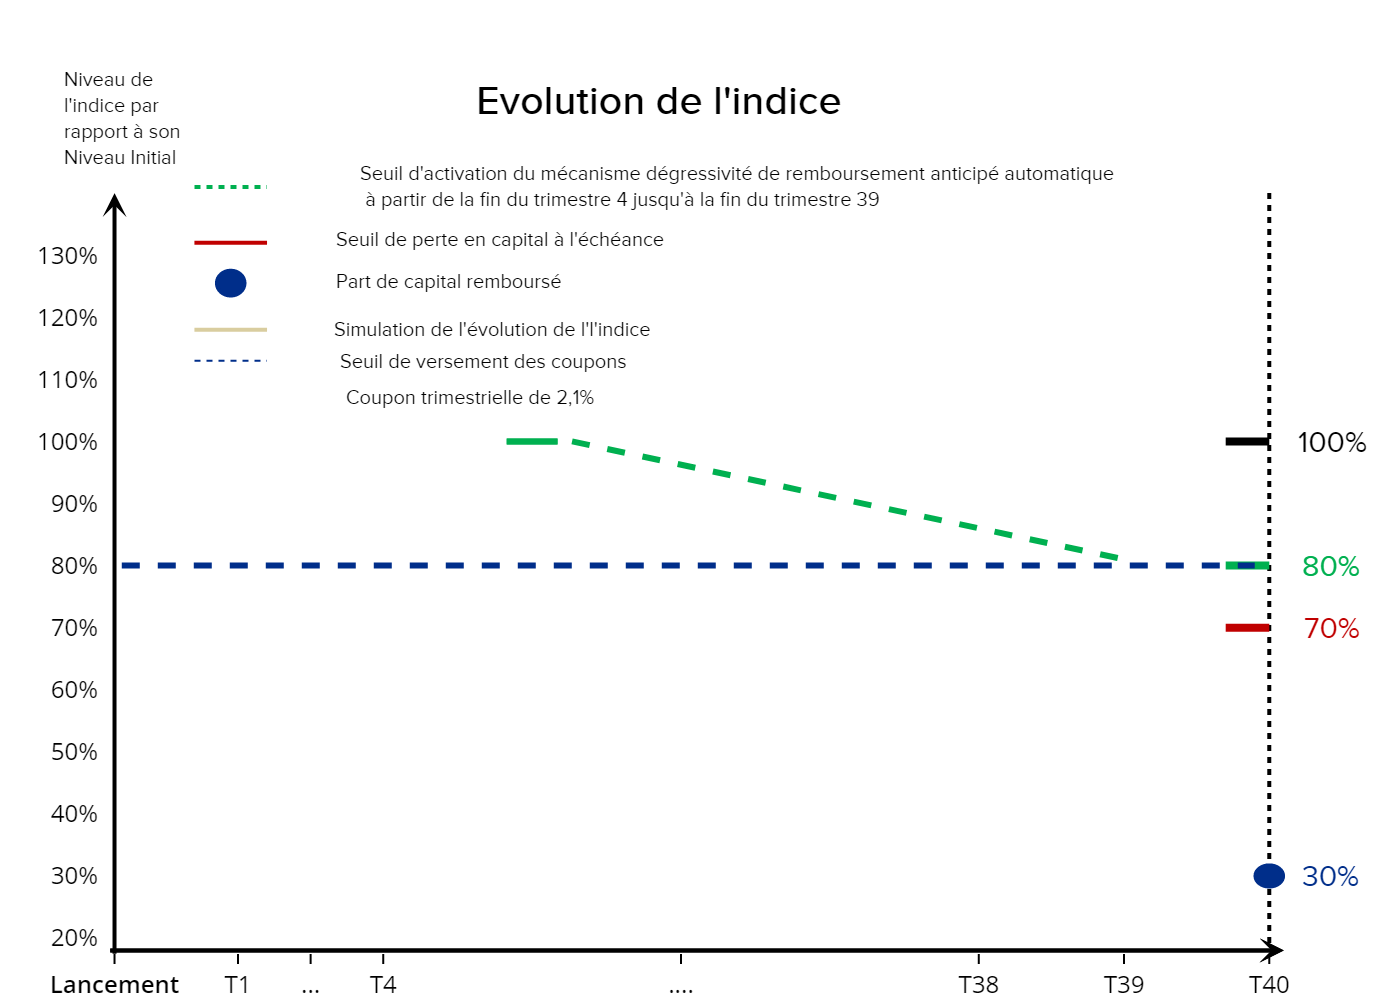 Niveau de
l'indice par
rapport à son
Niveau Initial
Evolution de l'indice
Seuil d'activation du mécanisme dégressivité de remboursement anticipé automatique
à partir de la fin du trimestre 4 jusqu'à la fin du trimestre 39
Seuil de perte en capital à l'échéance
Part de capital remboursé
Simulation de l'évolution de l'l'indice
Seuil de versement des coupons
Coupon trimestrielle de 2,1%
130%
120%
110%
100%
90%
80%
70%
60%
50%
40%
30%
20%
100%
80%
70%
30%
Lancement T1 ... T4 .... T38 T39 T40